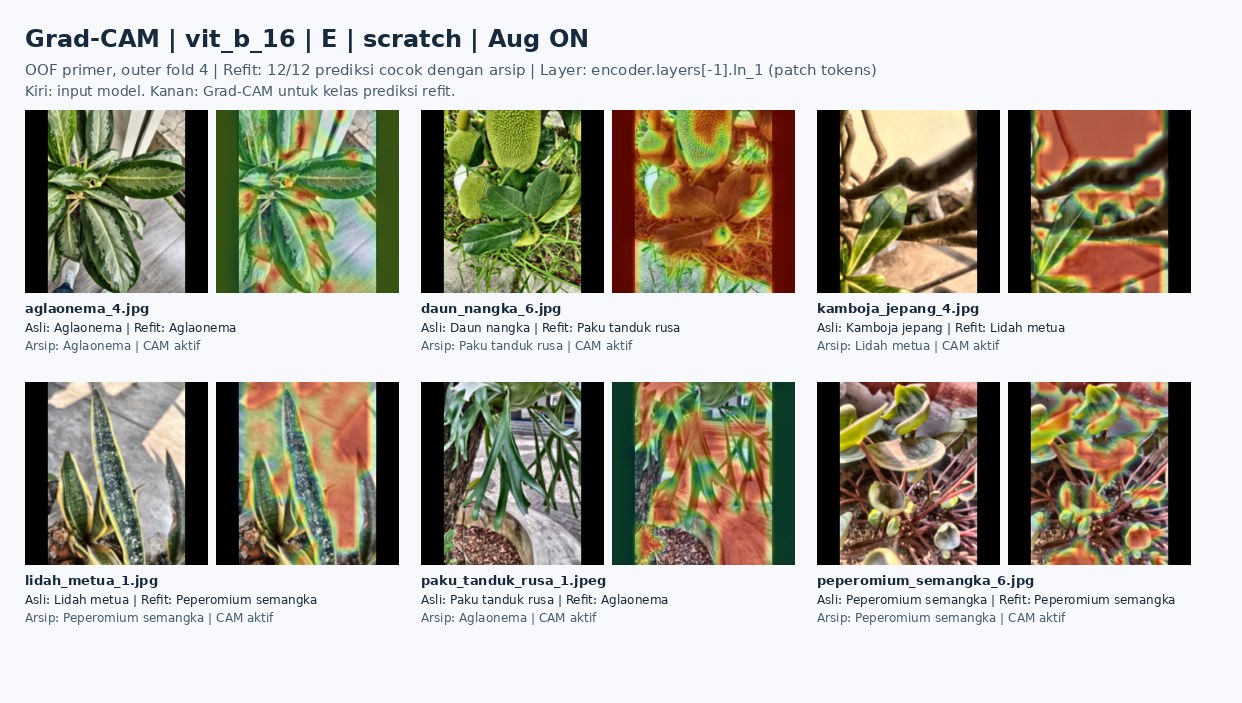 Grad-CAM | vit_b_16 | E | scratch | Aug ON
OOF primer, outer fold 4 | Refit: 12/12 prediksi cocok dengan arsip | Layer: encoder.layers[-1].ln_1 (patch tokens)
Kiri: input model. Kanan: Grad-CAM untuk kelas prediksi refit.
aglaonema_4.jpg
Asli: Aglaonema | Refit: Aglaonema
Arsip: Aglaonema | CAM aktif
daun_nangka_6.jpg
Asli: Daun nangka | Refit: Paku tanduk rusa
Arsip: Paku tanduk rusa | CAM aktif
kamboja_jepang_4.jpg
Asli: Kamboja jepang | Refit: Lidah metua
Arsip: Lidah metua | CAM aktif
lidah_metua_1.jpg
Asli: Lidah metua | Refit: Peperomium semangka
Arsip: Peperomium semangka | CAM aktif
paku_tanduk_rusa_1.jpeg
Asli: Paku tanduk rusa | Refit: Aglaonema
Arsip: Aglaonema | CAM aktif
peperomium_semangka_6.jpg
Asli: Peperomium semangka | Refit: Peperomium semangka
Arsip: Peperomium semangka | CAM aktif